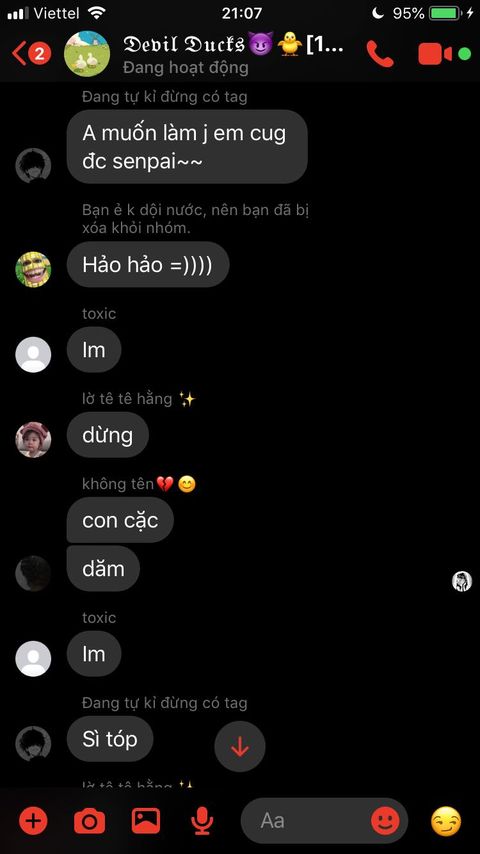 Viettel
21:07
95%
2
𝔇𝔢𝔳𝔦𝔩 𝔇𝔲𝔠𝔨𝔰😈🐥[1...
Đang hoạt động
Đang tự kỉ đừng có tag
A muốn làm j em cug
đc senpai~~
Bạn ẻ k dội nước, nên bạn đã bị
xóa khỏi nhóm.
Hảo hảo =))))
toxic
Im
lờ tê tê hằng ✨
dừng
không tên💔😊
con cặc
dăm
toxic
Im
Đang tự kỉ đừng có tag
Sì tóp
lờ tê tê hằng ✨
Aa